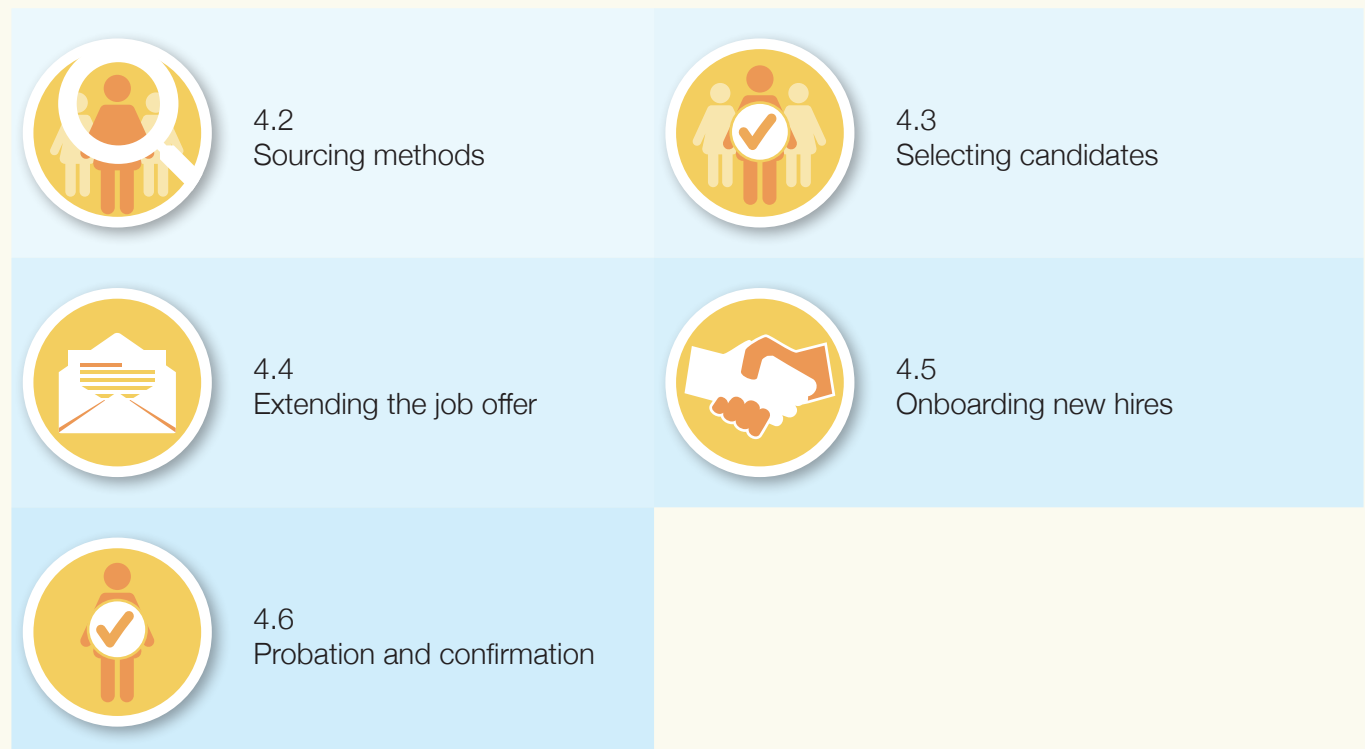 4.2
Sourcing methods
4.3
Selecting candidates
4.4
Extending the job offer
4.5
Onboarding new hires
4.6
Probation and confirmation